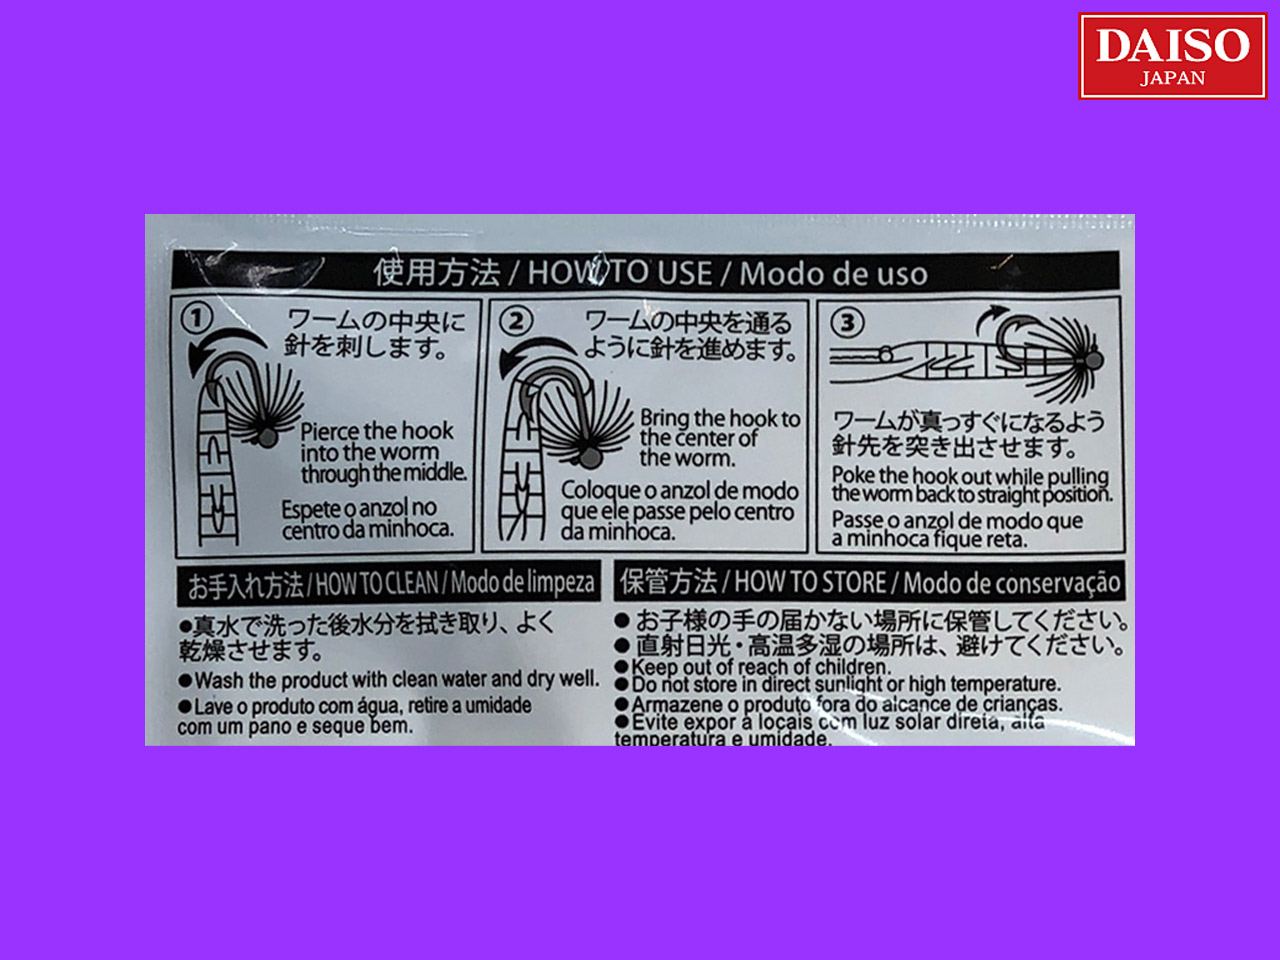 DAISO
JAPAN
使用方法 / HOW TO USE / Modo de uso
①
ワームの中央に
針を刺します。
Pierce the hook
into the worm
through the middle.
Espete o anzol no
centro da minhoca.
②
ワームの中央を通る
ように針を進めます。
Bring the hook to
the center of
the worm.
Coloque o anzol de modo
que ele passe pelo centro
da minhoca.
③
ワームが真っすぐになるよう
針先を突き出させます。
Poke the hook out while pulling
the worm back to straight position.
Passe o anzol de modo que
a minhoca fique reta.
お手入れ方法 / HOW TO CLEAN / Modo de limpeza
●真水で洗った後水分を拭き取り、よく
乾燥させます。
●Wash the product with clean water and dry well.
●Lave o produto com água, retire a umidade
com um pano e seque bem.
保管方法 / HOW TO STORE / Modo de conservação
●お子様の手の届かない場所に保管してください。
●直射日光・高温多湿の場所は、避けてください。
●Keep out of reach of children.
●Do not store in direct sunlight or high temperature.
●Armazene o produto fora do alcance de crianças.
●Evite expor à locais com luz solar direta, alta
temperatura e umidade.